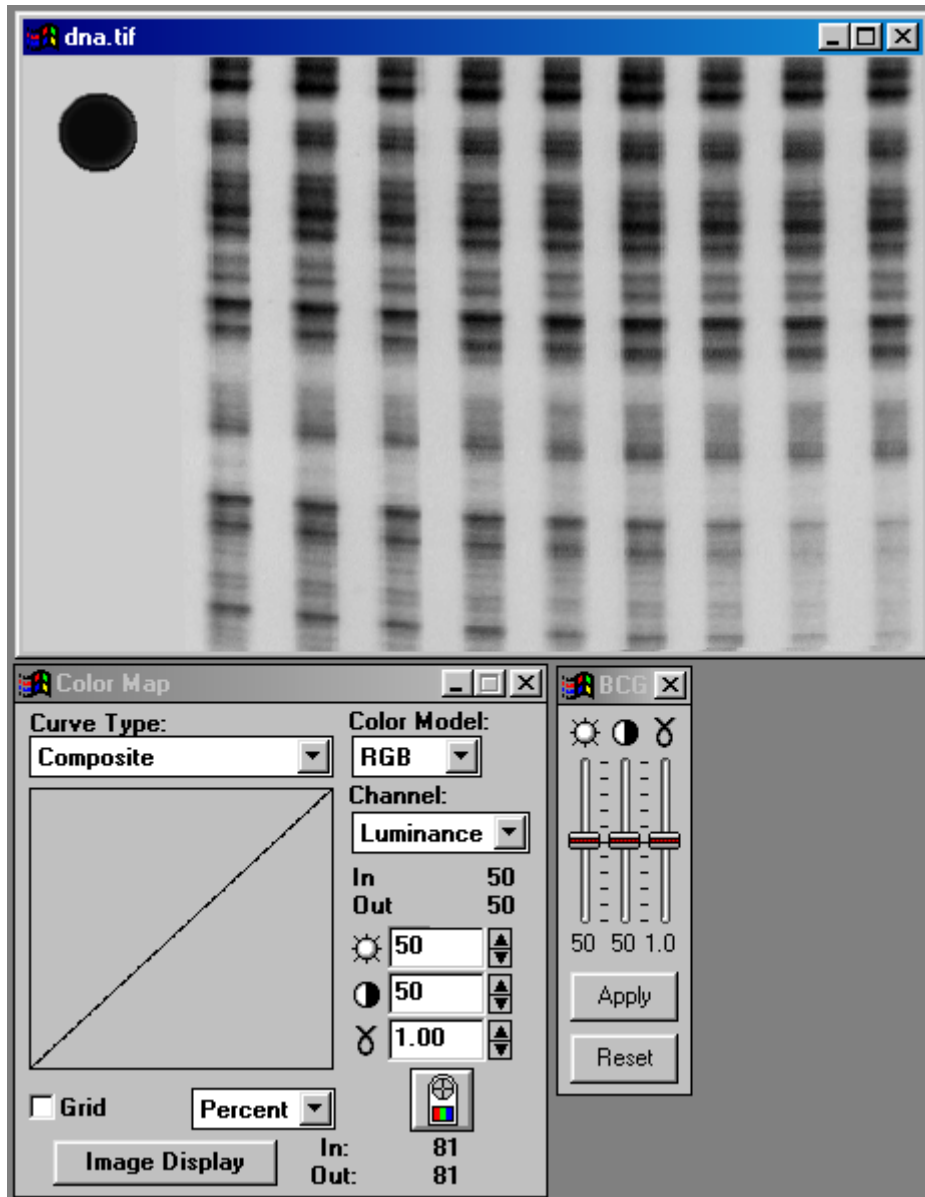 dna.tif
Color Map
Curve Type:
Composite
Color Model:
RGB
Channel:
Luminance
In 50
Out 50
50
50
1.00
Grid
Percent
Image Display
In: 81
Out: 81
BCG
50 50 1.0
Apply
Reset